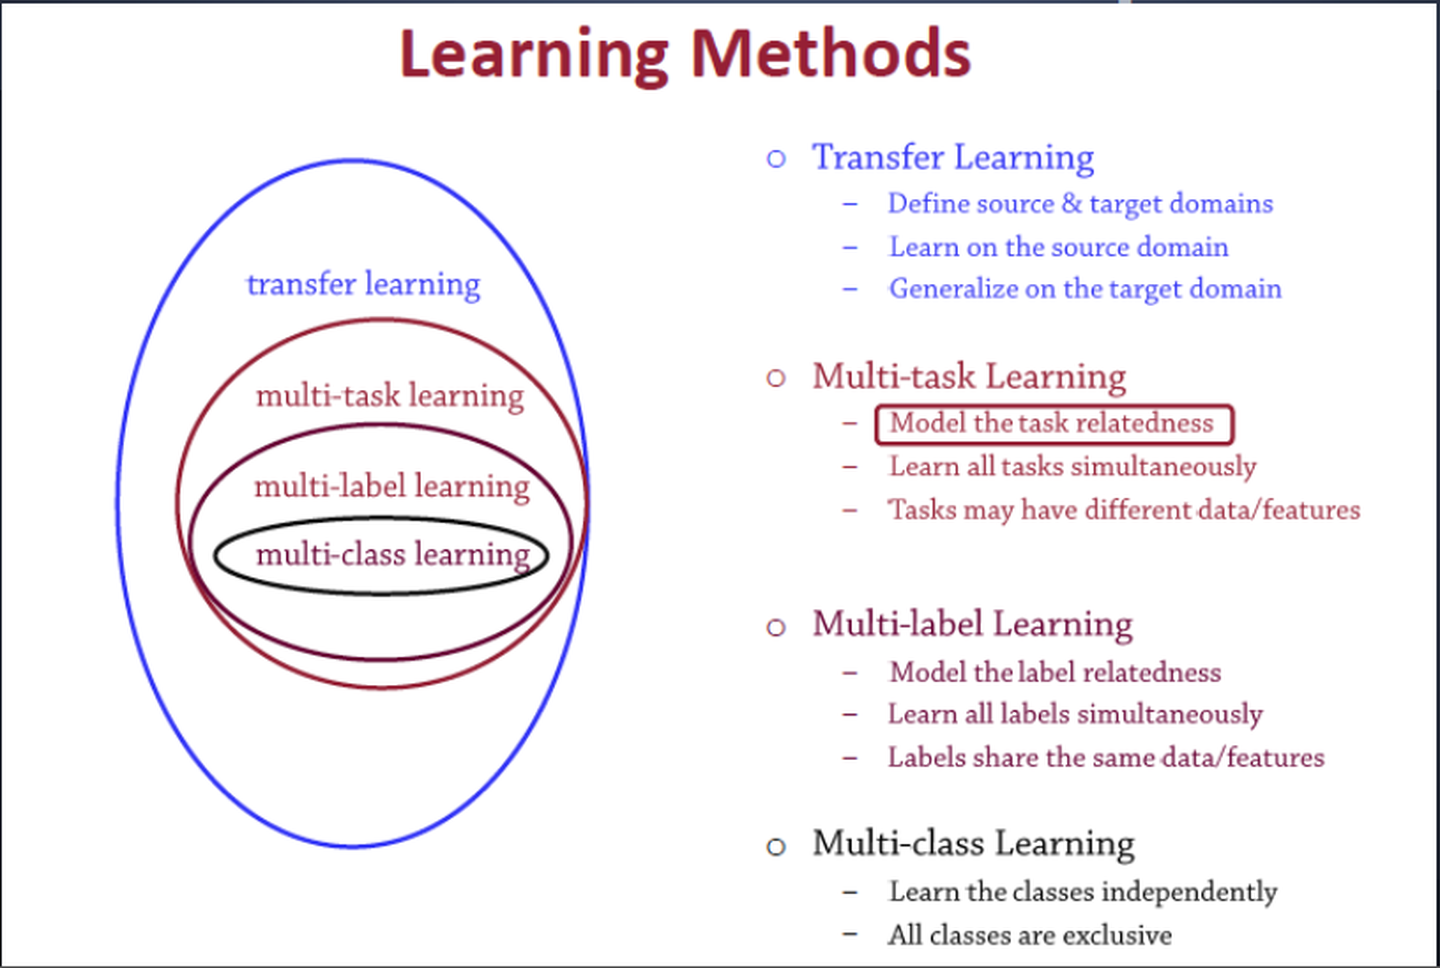 Learning Methods
transfer learning
multi-task learning
multi-label learning
multi-class learning
○ Transfer Learning
– Define source & target domains
– Learn on the source domain
– Generalize on the target domain
○ Multi-task Learning
– Model the task relatedness
– Learn all tasks simultaneously
– Tasks may have different data/features
○ Multi-label Learning
– Model the label relatedness
– Learn all labels simultaneously
– Labels share the same data/features
○ Multi-class Learning
– Learn the classes independently
– All classes are exclusive